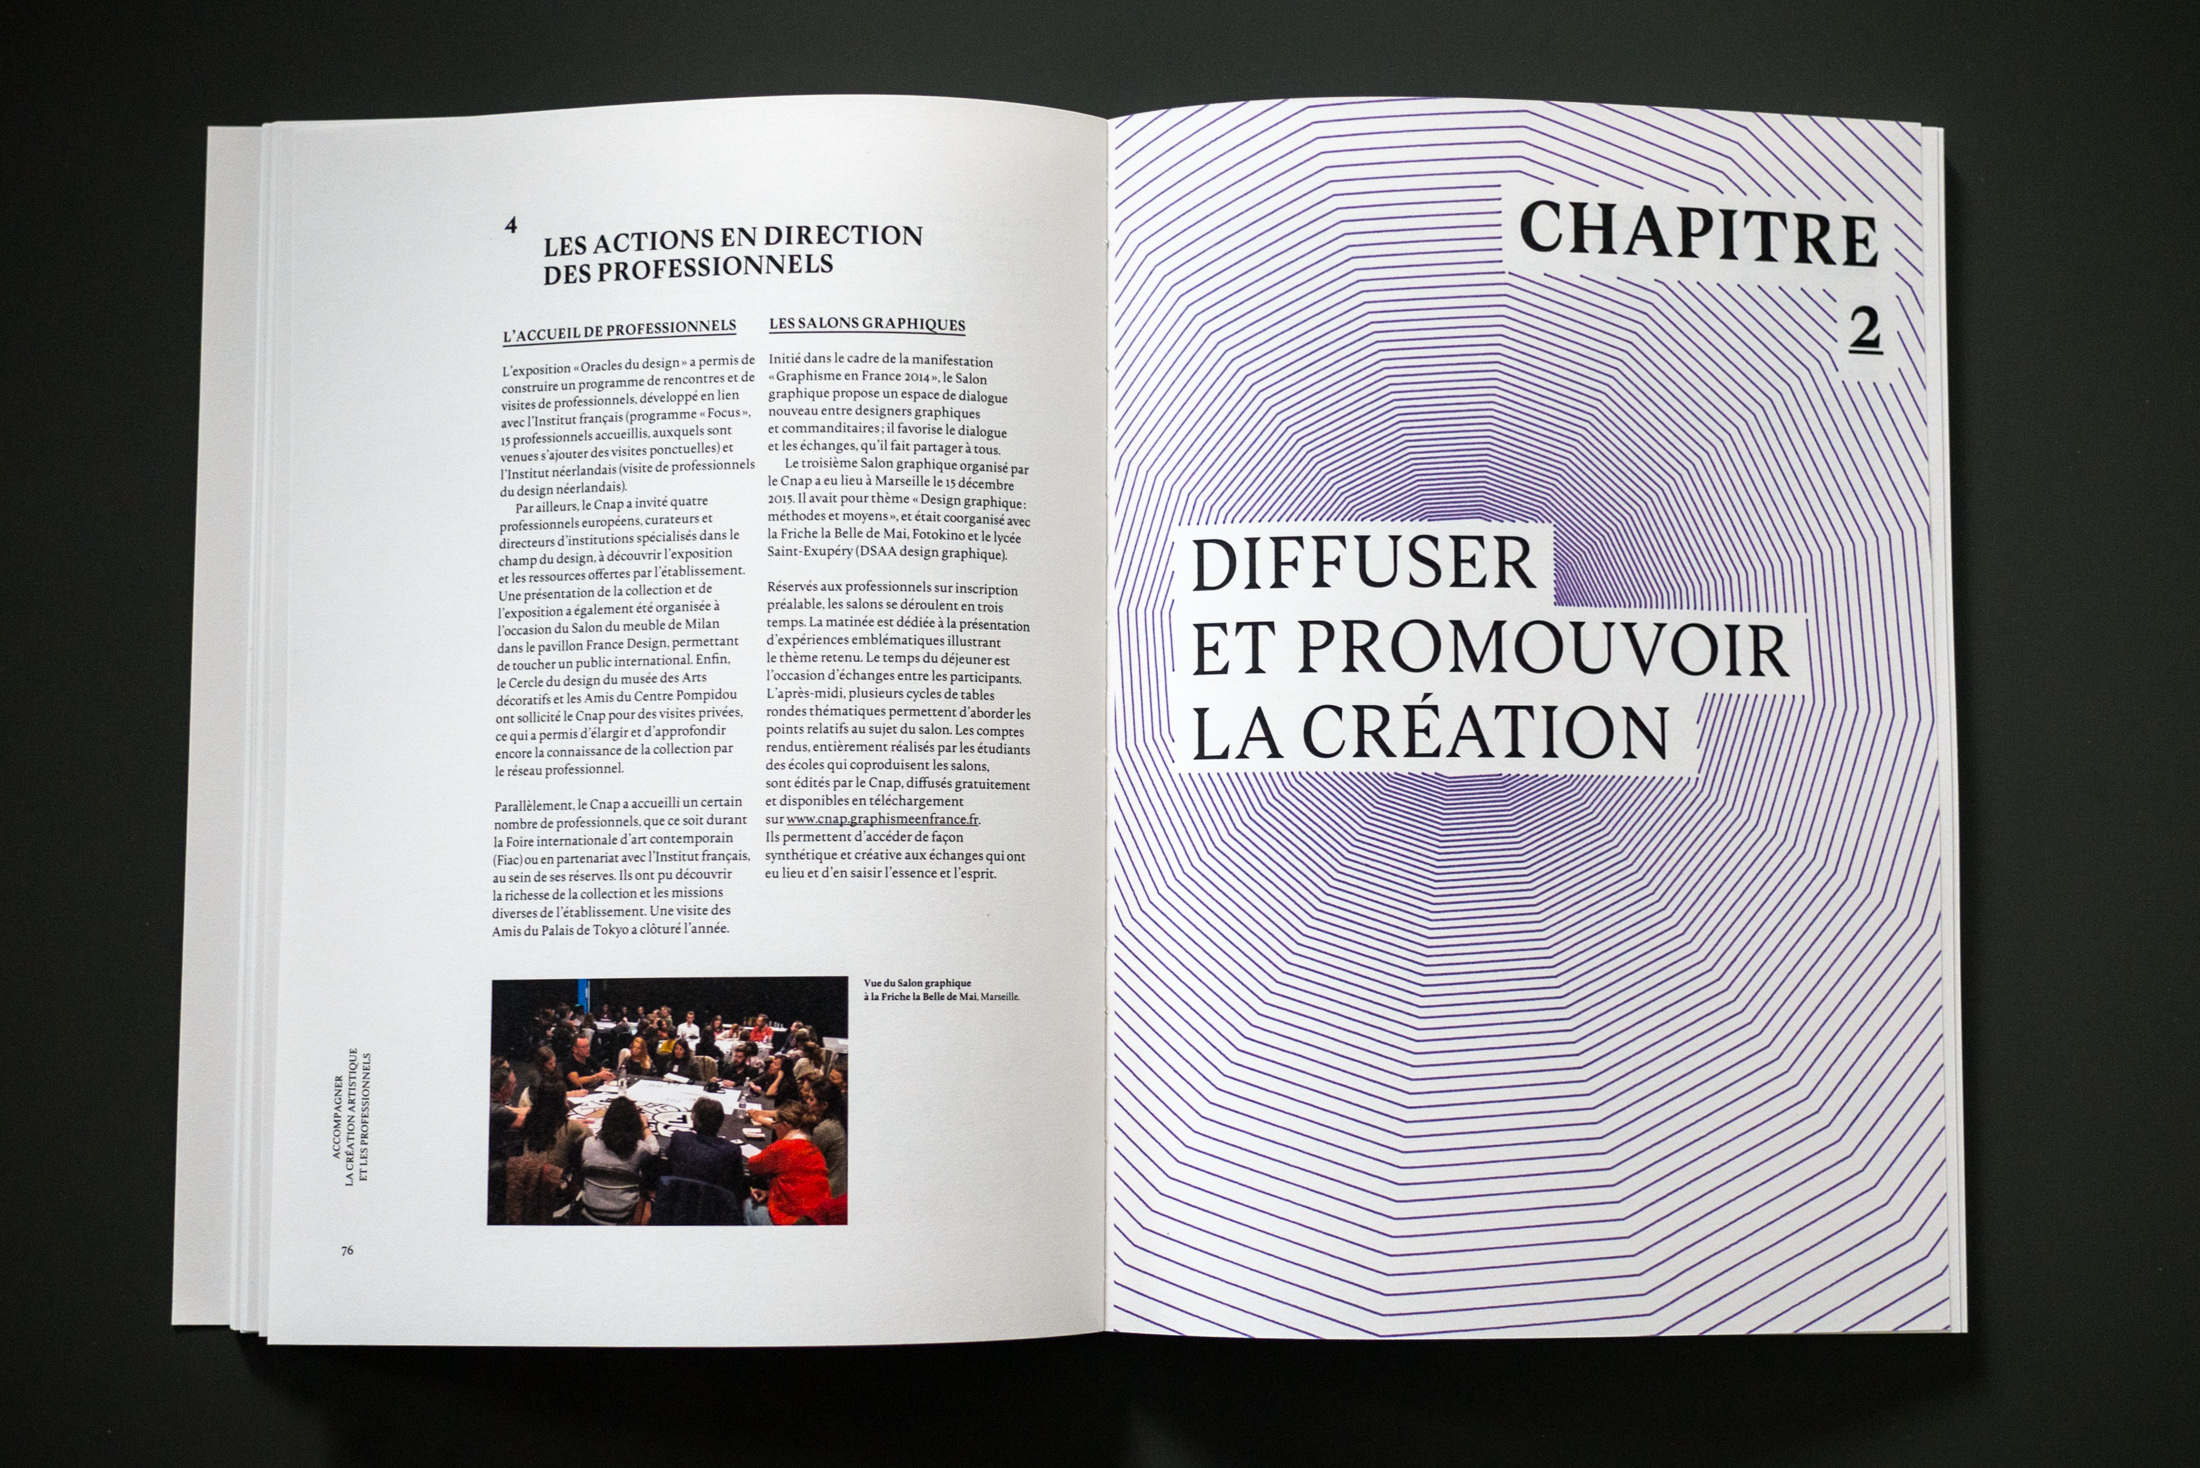 4
LES ACTIONS EN DIRECTION
DES PROFESSIONNELS
L'ACCUEIL DE PROFESSIONNELS
L'exposition « Oracles du design » a permis de
construire un programme de rencontres et de
visites de professionnels, développé en lien
avec l'Institut français (programme « Focus »,
15 professionnels accueillis, auxquels sont
venues s'ajouter des visites ponctuelles) et
l'Institut néerlandais (visite de professionnels
du design néerlandais).
Par ailleurs, le Cnap a invité quatre
professionnels européens, curateurs et
directeurs d'institutions spécialisés dans le
champ du design, à découvrir l'exposition
et les ressources offertes par l'établissement.
Une présentation de la collection et de
l'exposition a également été organisée à
l'occasion du Salon du meuble de Milan
dans le pavillon France Design, permettant
de toucher un public international. Enfin,
le Cercle du design du musée des Arts
décoratifs et les Amis du Centre Pompidou
ont sollicité le Cnap pour des visites privées,
ce qui a permis d'élargir et d'approfondir
encore la connaissance de la collection par
le réseau professionnel.
Parallèlement, le Cnap a accueilli un certain
nombre de professionnels, que ce soit durant
la Foire internationale d'art contemporain
(Fiac) ou en partenariat avec l'Institut français,
au sein de ses réserves. Ils ont pu découvrir
la richesse de la collection et les missions
diverses de l'établissement. Une visite des
Amis du Palais de Tokyo a clôturé l'année.
LES SALONS GRAPHIQUES
Initié dans le cadre de la manifestation
« Graphisme en France 2014 », le Salon
graphique propose un espace de dialogue
nouveau entre designers graphiques
et commanditaires ; il favorise le dialogue
et les échanges, qu'il fait partager à tous.
Le troisième Salon graphique organisé par
le Cnap a eu lieu à Marseille le 15 décembre
2015. Il avait pour thème « Design graphique :
méthodes et moyens », et était coorganisé avec
la Friche la Belle de Mai, Fotokino et le lycée
Saint-Exupéry (DSAA design graphique).
Réservés aux professionnels sur inscription
préalable, les salons se déroulent en trois
temps. La matinée est dédiée à la présentation
d'expériences emblématiques illustrant
le thème retenu. Le temps du déjeuner est
l'occasion d'échanges entre les participants.
L'après-midi, plusieurs cycles de tables
rondes thématiques permettent d'aborder les
points relatifs au sujet du salon. Les comptes
rendus, entièrement réalisés par les étudiants
des écoles qui coproduisent les salons,
sont édités par le Cnap, diffusés gratuitement
et disponibles en téléchargement
sur www.cnap.graphismeenfrance.fr.
Ils permettent d'accéder de façon
synthétique et créative aux échanges qui ont
eu lieu et d'en saisir l'essence et l'esprit.
Vue du Salon graphique
à la Friche la Belle de Mai, Marseille.
ACCOMPAGNER
LA CRÉATION ARTISTIQUE
ET LES PROFESSIONNELS
76
CHAPITRE
2
DIFFUSER
ET PROMOUVOIR
LA CRÉATION